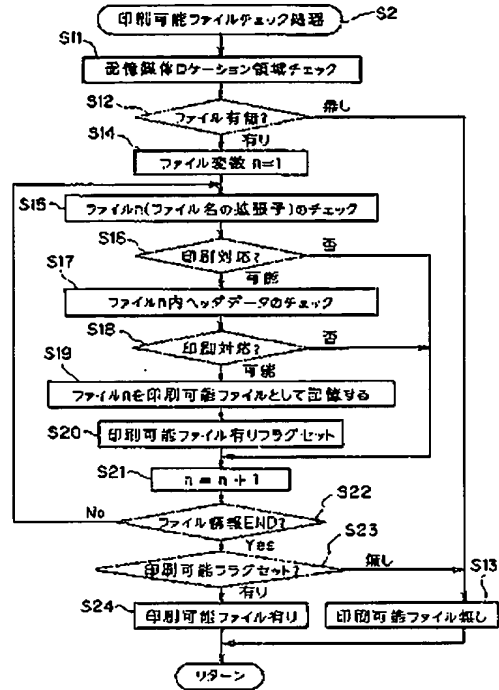 印刷可能ファイルチェック処理
S2
S11
記憶媒体ロケーション領域チェック
S12
ファイル有無?
無し
有り
S14
ファイル変数 n=1
S15
ファイルn(ファイル名の拡張子)のチェック
S16
印刷対応?
否
可能
S17
ファイルn内ヘッダデータのチェック
S18
印刷対応?
否
可能
S19
ファイルnを印刷可能ファイルとして記憶する
S20
印刷可能ファイル有りフラグセット
S21
n = n + 1
S22
ファイル情報END?
No
Yes
S23
印刷可能フラグセット?
無し
有り
S24
印刷可能ファイル有り
S13
印刷可能ファイル無し
リターン